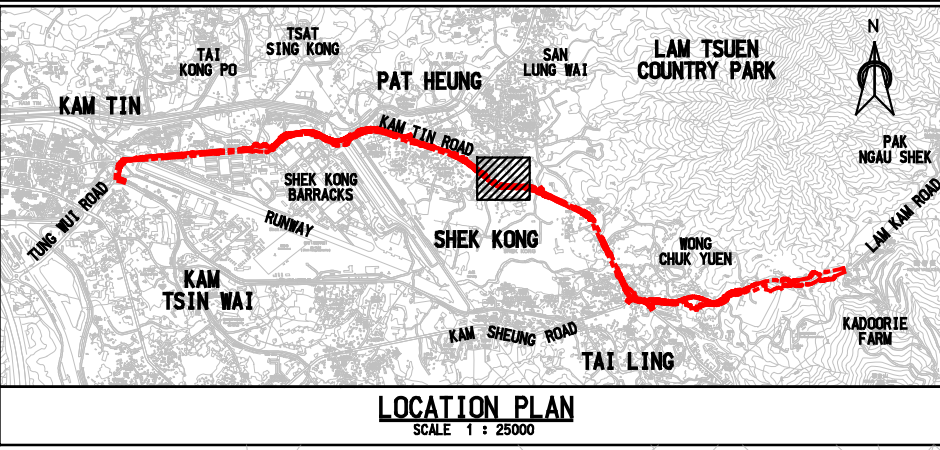 TSAT
SING KONG
TAI
KONG PO
SAN
LUNG WAI
LAM TSUEN
COUNTRY PARK
N
PAT HEUNG
KAM TIN
KAM TIN ROAD
PAK
NGAU SHEK
SHEK KONG
BARRACKS
TUNG WUI ROAD
RUNWAY
LAM KAM ROAD
SHEK KONG
WONG
CHUK YUEN
KAM
TSIN WAI
KAM SHEUNG ROAD
KADOORIE
FARM
TAI LING
LOCATION PLAN
SCALE 1 : 25000